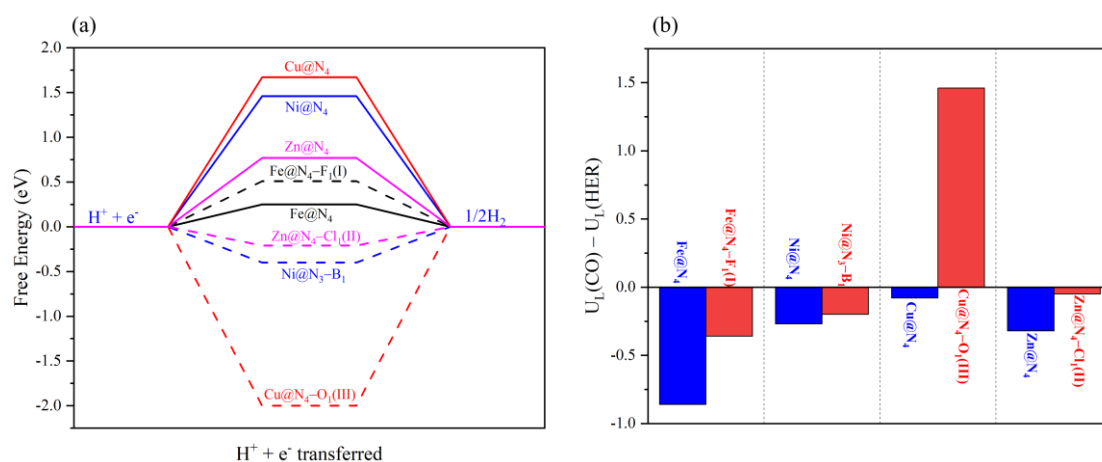 (a)
2.0
1.5
1.0
0.5
0.0
-0.5
-1.0
-1.5
-2.0
Free Energy (eV)
H⁺ + e⁻
Cu@N₄
Ni@N₄
Zn@N₄
Fe@N₄–F₁(I)
Fe@N₄
Zn@N₄–Cl₁(II)
Ni@N₃–B₁
Cu@N₄–O₁(III)
1/2H₂
H⁺ + e⁻ transferred
(b)
1.5
1.0
0.5
0.0
-0.5
-1.0
U_L(CO) – U_L(HER)
Fe@N₄
Fe@N₄–F₁(I)
Ni@N₄
Ni@N₃–B₁
Cu@N₄
Cu@N₄–O₁(III)
Zn@N₄
Zn@N₄–Cl₁(II)